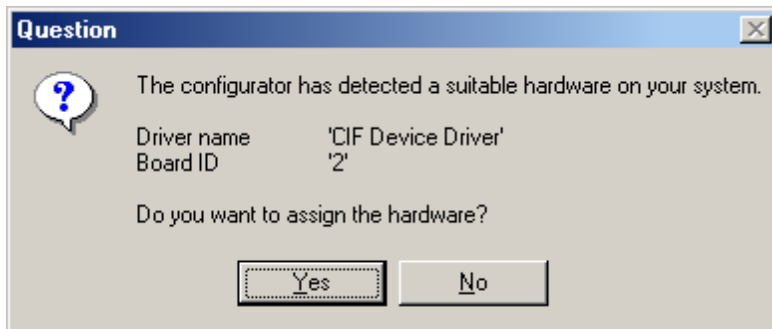 Question
The configurator has detected a suitable hardware on your system.
Driver name 'CIF Device Driver'
Board ID '2'
Do you want to assign the hardware?
Yes No